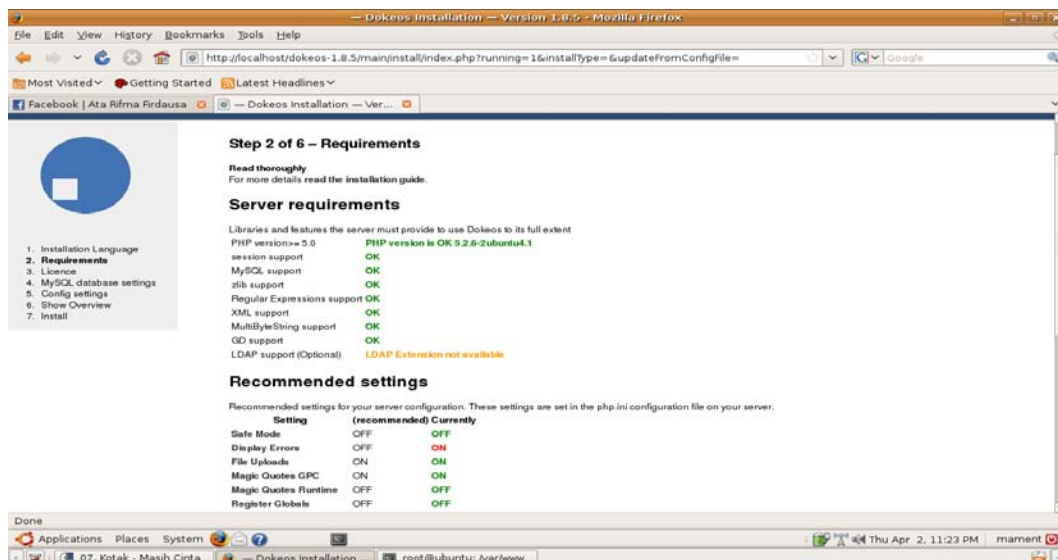 — Dokeos Installation — Version 1.8.5 - Mozilla Firefox
File Edit View History Bookmarks Tools Help
http://localhost/dokeos-1.8.5/main/install/index.php?running=1&installType=&updateFromConfigFile=
Google
Most Visited Getting Started Latest Headlines
Facebook | Ata Rifma Firdausa — Dokeos Installation — Ver...
1. Installation Language
2. Requirements
3. Licence
4. MySQL database settings
5. Config settings
6. Show Overview
7. Install
Step 2 of 6 – Requirements
Read thoroughly
For more details read the installation guide.
Server requirements
Libraries and features the server must provide to use Dokeos to its full extent
PHP version>= 5.0 PHP version is OK 5.2.6-2ubuntu4.1
session support OK
MySQL support OK
zlib support OK
Regular Expressions support OK
XML support OK
MultiByteString support OK
GD support OK
LDAP support (Optional) LDAP Extension not available
Recommended settings
Recommended settings for your server configuration. These settings are set in the php.ini configuration file on your server.
Setting (recommended) Currently
Safe Mode OFF OFF
Display Errors OFF ON
File Uploads ON ON
Magic Quotes GPC ON ON
Magic Quotes Runtime OFF OFF
Register Globals OFF OFF
Done
Applications Places System Thu Apr 2, 11:23 PM mament
07. Kotak - Masih Cinta... — Dokeos Installation ... root@ubuntu: /var/www